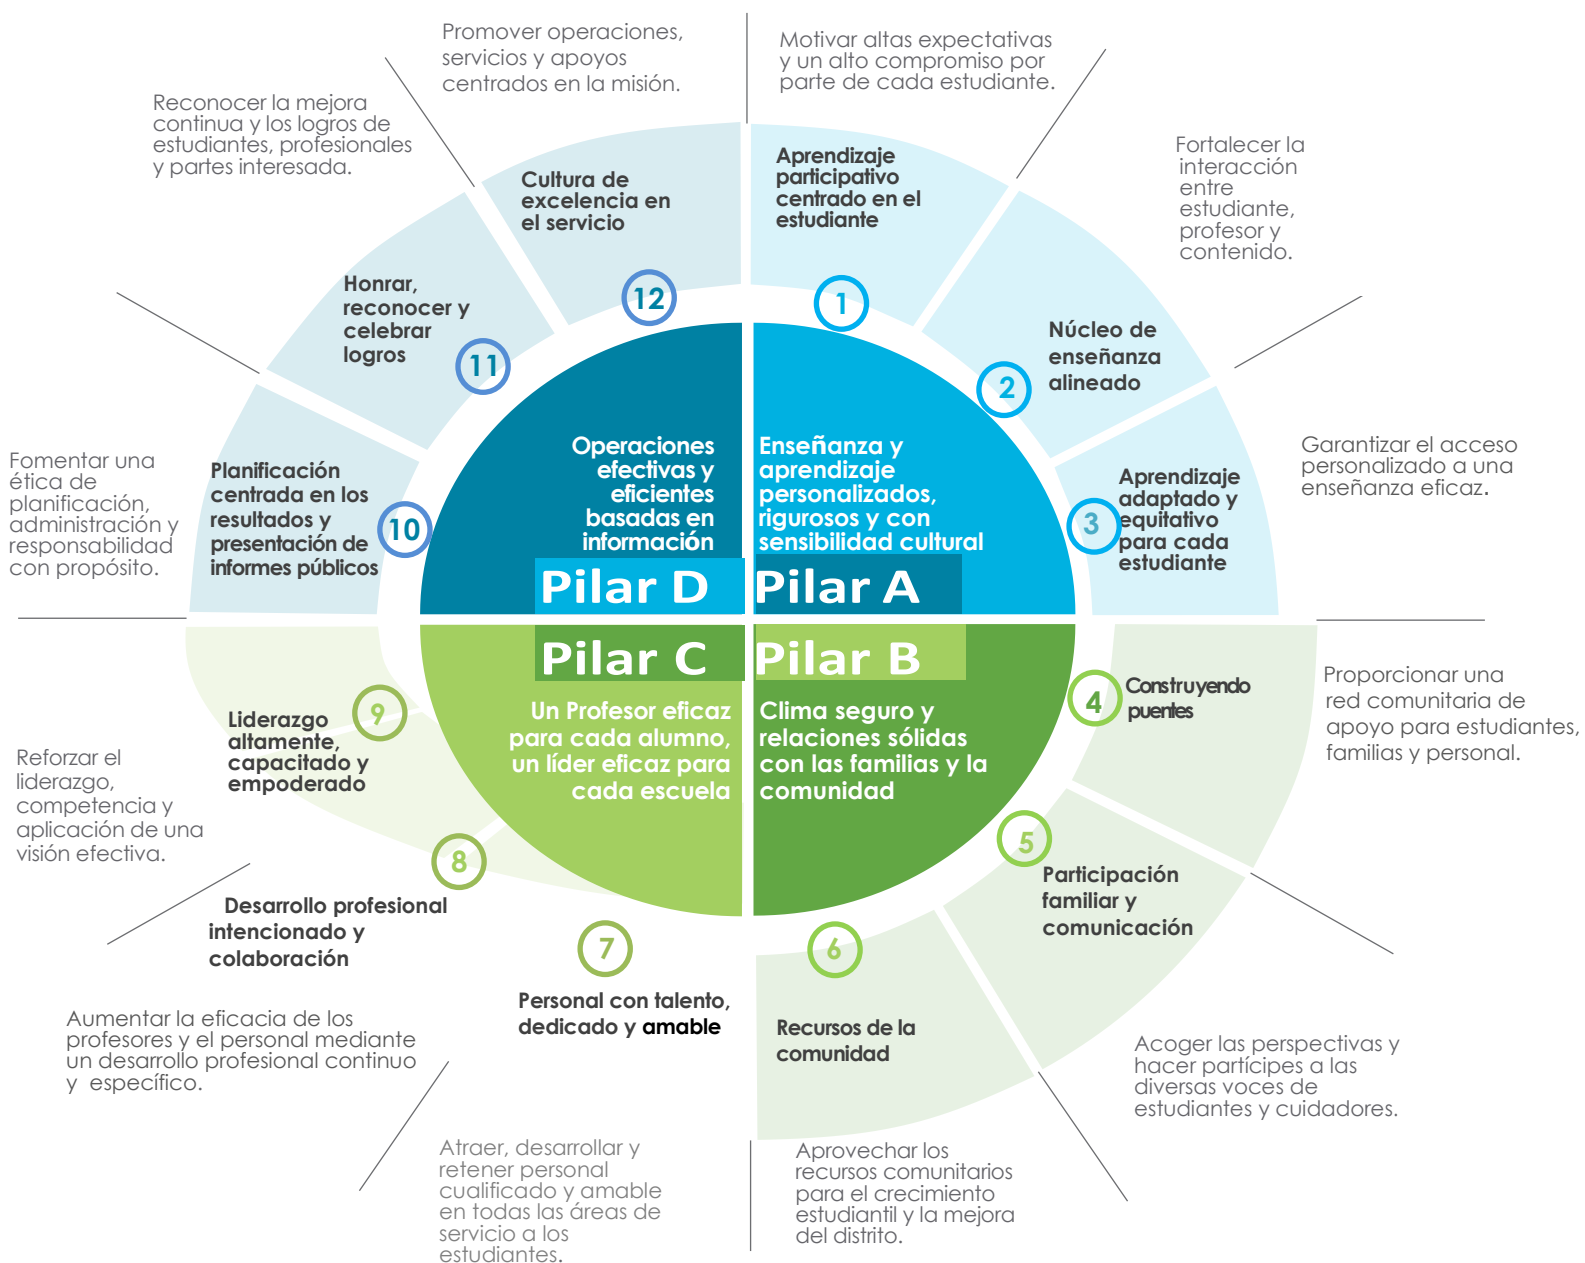 Promover operaciones,
servicios y apoyos
centrados en la misión.
Motivar altas expectativas
y un alto compromiso por
parte de cada estudiante.
Reconocer la mejora
continua y los logros de
estudiantes, profesionales
y partes interesada.
Fortalecer la
interacción
entre
estudiante,
profesor y
contenido.
Cultura de
excelencia en
el servicio
12
Aprendizaje
participativo
centrado en el
estudiante
1
Honrar,
reconocer y
celebrar
logros
11
Núcleo de
enseñanza
alineado
2
Fomentar una
ética de
planificación,
administración y
responsabilidad
con propósito.
Planificación
centrada en los
resultados y
presentación de
informes públicos
10
Operaciones
efectivas y
eficientes
basadas en
información
Pilar D
Enseñanza y
aprendizaje
personalizados,
rigurosos y con
sensibilidad cultural
Pilar A
3
Aprendizaje
adaptado y
equitativo
para cada
estudiante
Garantizar el acceso
personalizado a una
enseñanza eficaz.
Pilar C
Un Profesor eficaz
para cada alumno,
un líder eficaz para
cada escuela
Pilar B
Clima seguro y
relaciones sólidas
con las familias y la
comunidad
4
Construyendo
puentes
Proporcionar una
red comunitaria de
apoyo para estudiantes,
familias y personal.
9
Liderazgo
altamente,
capacitado y
empoderado
Reforzar el
liderazgo,
competencia y
aplicación de una
visión efectiva.
5
Participación
familiar y
comunicación
8
Desarrollo profesional
intencionado y
colaboración
7
Personal con talento,
dedicado y amable
6
Recursos de la
comunidad
Aumentar la eficacia de los
profesores y el personal mediante
un desarrollo profesional continuo
y específico.
Acoger las perspectivas y
hacer partícipes a las
diversas voces de
estudiantes y cuidadores.
Atraer, desarrollar y
retener personal
cualificado y amable
en todas las áreas de
servicio a los
estudiantes.
Aprovechar los
recursos comunitarios
para el crecimiento
estudiantil y la mejora
del distrito.